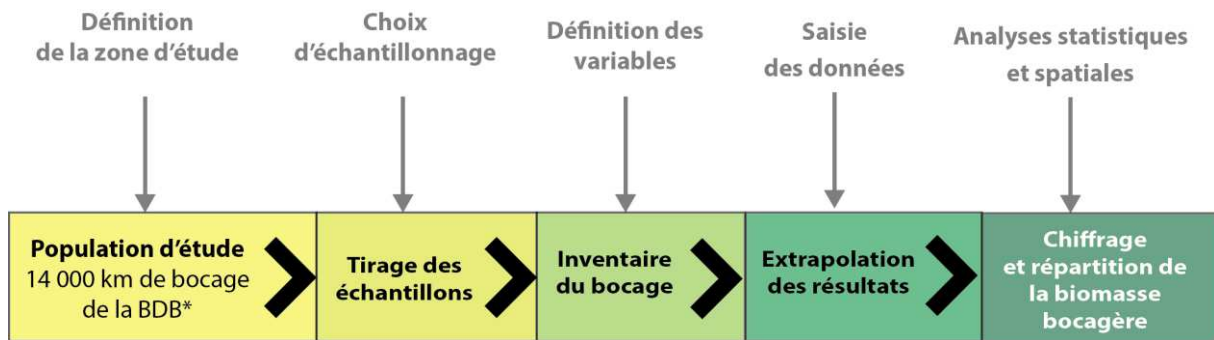 Définition
de la zone d'étude
Choix
d'échantillonnage
Définition des
variables
Saisie
des données
Analyses statistiques
et spatiales
Population d'étude
14 000 km de bocage
de la BDB*
Tirage des
échantillons
Inventaire
du bocage
Extrapolation
des résultats
Chiffrage
et répartition de
la biomasse
bocagère